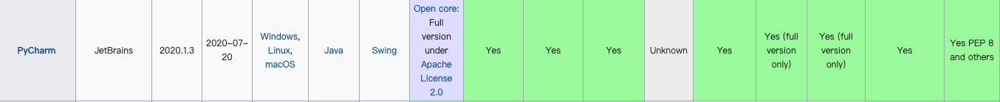 PyCharm
JetBrains
2020.1.3
2020-07-
20
Windows,
Linux,
macOS
Java
Swing
Open core:
Full
version
under
Apache
License
2.0
Yes
Yes
Yes
Unknown
Yes
Yes (full
version
only)
Yes (full
version
only)
Yes
Yes PEP 8
and others